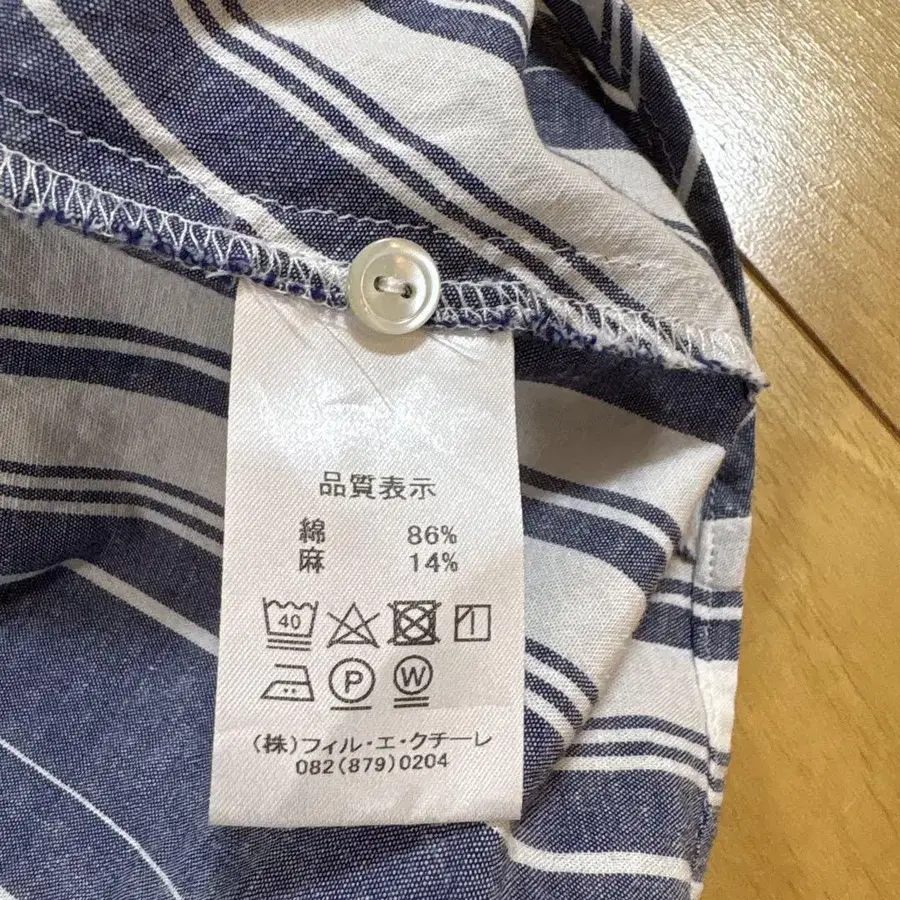 品質表示
綿 86%
麻 14%
40
P W
(株)フィル・エ・クチーレ
082(879)0204